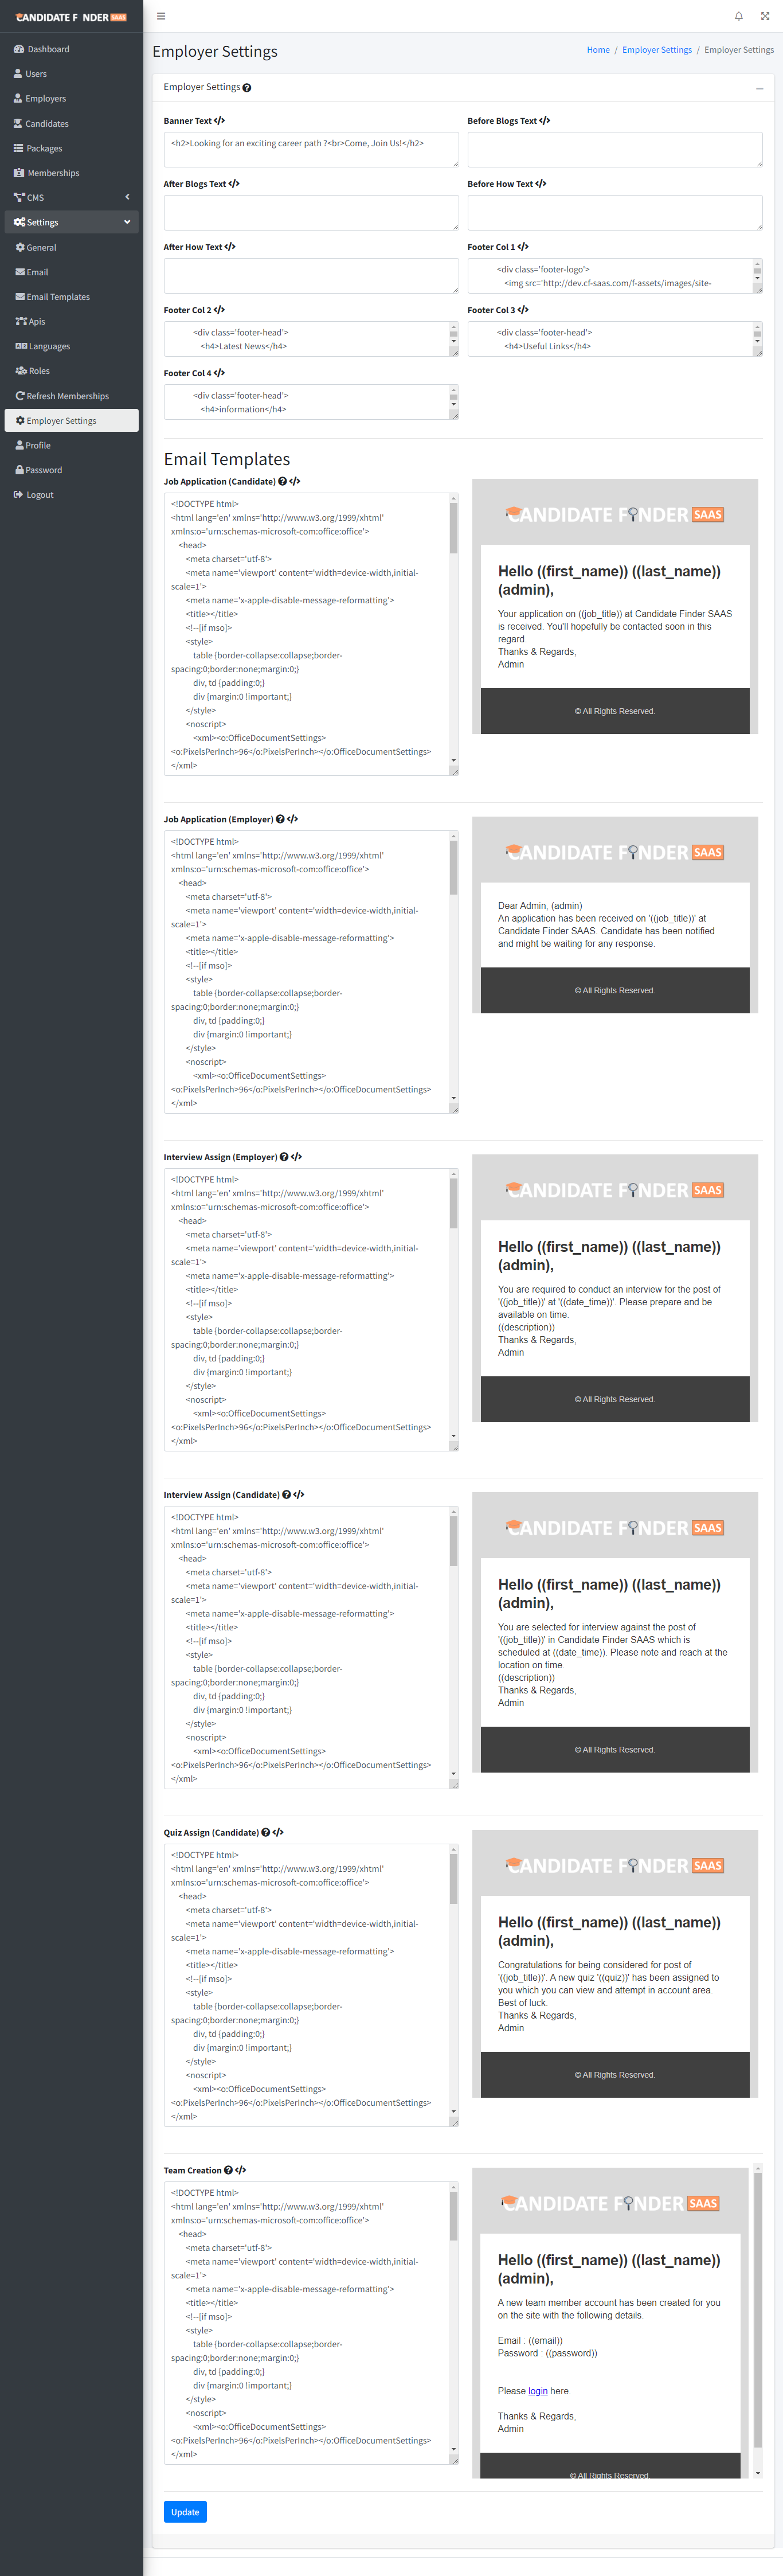 CANDIDATE F NDER SAAS
Dashboard
Users
Employers
Candidates
Packages
Memberships
CMS
Settings
General
Email
Email Templates
Apis
Languages
Roles
Refresh Memberships
Employer Settings
Profile
Password
Logout
Employer Settings
Home / Employer Settings / Employer Settings
Employer Settings
Banner Text
<h2>Looking for an exciting career path ?<br>Come, Join Us!</h2>
Before Blogs Text
After Blogs Text
Before How Text
After How Text
Footer Col 1
<div class='footer-logo'>
<img src='http://dev.cf-saas.com/f-assets/images/site-
Footer Col 2
<div class='footer-head'>
<h4>Latest News</h4>
Footer Col 3
<div class='footer-head'>
<h4>Useful Links</h4>
Footer Col 4
<div class='footer-head'>
<h4>information</h4>
Email Templates
Job Application (Candidate)
<!DOCTYPE html>
<html lang='en' xmlns='http://www.w3.org/1999/xhtml'
xmlns:o='urn:schemas-microsoft-com:office:office'>
<head>
<meta charset='utf-8'>
<meta name='viewport' content='width=device-width,initial-
scale=1'>
<meta name='x-apple-disable-message-reformatting'>
<title></title>
<!--[if mso]>
<style>
table {border-collapse:collapse;border-
spacing:0;border:none;margin:0;}
div, td {padding:0;}
div {margin:0 !important;}
</style>
<noscript>
<xml><o:OfficeDocumentSettings>
<o:PixelsPerInch>96</o:PixelsPerInch></o:OfficeDocumentSettings>
</xml>
CANDIDATE F NDER SAAS
Hello ((first_name)) ((last_name))
(admin),
Your application on ((job_title)) at Candidate Finder SAAS
is received. You'll hopefully be contacted soon in this
regard.
Thanks & Regards,
Admin
© All Rights Reserved.
Job Application (Employer)
<!DOCTYPE html>
<html lang='en' xmlns='http://www.w3.org/1999/xhtml'
xmlns:o='urn:schemas-microsoft-com:office:office'>
<head>
<meta charset='utf-8'>
<meta name='viewport' content='width=device-width,initial-
scale=1'>
<meta name='x-apple-disable-message-reformatting'>
<title></title>
<!--[if mso]>
<style>
table {border-collapse:collapse;border-
spacing:0;border:none;margin:0;}
div, td {padding:0;}
div {margin:0 !important;}
</style>
<noscript>
<xml><o:OfficeDocumentSettings>
<o:PixelsPerInch>96</o:PixelsPerInch></o:OfficeDocumentSettings>
</xml>
CANDIDATE F NDER SAAS
Dear Admin, (admin)
An application has been received on '((job_title))' at
Candidate Finder SAAS. Candidate has been notified
and might be waiting for any response.
© All Rights Reserved.
Interview Assign (Employer)
<!DOCTYPE html>
<html lang='en' xmlns='http://www.w3.org/1999/xhtml'
xmlns:o='urn:schemas-microsoft-com:office:office'>
<head>
<meta charset='utf-8'>
<meta name='viewport' content='width=device-width,initial-
scale=1'>
<meta name='x-apple-disable-message-reformatting'>
<title></title>
<!--[if mso]>
<style>
table {border-collapse:collapse;border-
spacing:0;border:none;margin:0;}
div, td {padding:0;}
div {margin:0 !important;}
</style>
<noscript>
<xml><o:OfficeDocumentSettings>
<o:PixelsPerInch>96</o:PixelsPerInch></o:OfficeDocumentSettings>
</xml>
CANDIDATE F NDER SAAS
Hello ((first_name)) ((last_name))
(admin),
You are required to conduct an interview for the post of
'((job_title))' at '((date_time))'. Please prepare and be
available on time.
((description))
Thanks & Regards,
Admin
© All Rights Reserved.
Interview Assign (Candidate)
<!DOCTYPE html>
<html lang='en' xmlns='http://www.w3.org/1999/xhtml'
xmlns:o='urn:schemas-microsoft-com:office:office'>
<head>
<meta charset='utf-8'>
<meta name='viewport' content='width=device-width,initial-
scale=1'>
<meta name='x-apple-disable-message-reformatting'>
<title></title>
<!--[if mso]>
<style>
table {border-collapse:collapse;border-
spacing:0;border:none;margin:0;}
div, td {padding:0;}
div {margin:0 !important;}
</style>
<noscript>
<xml><o:OfficeDocumentSettings>
<o:PixelsPerInch>96</o:PixelsPerInch></o:OfficeDocumentSettings>
</xml>
CANDIDATE F NDER SAAS
Hello ((first_name)) ((last_name))
(admin),
You are selected for interview against the post of
'((job_title))' in Candidate Finder SAAS which is
scheduled at ((date_time)). Please note and reach at the
location on time.
((description))
Thanks & Regards,
Admin
© All Rights Reserved.
Quiz Assign (Candidate)
<!DOCTYPE html>
<html lang='en' xmlns='http://www.w3.org/1999/xhtml'
xmlns:o='urn:schemas-microsoft-com:office:office'>
<head>
<meta charset='utf-8'>
<meta name='viewport' content='width=device-width,initial-
scale=1'>
<meta name='x-apple-disable-message-reformatting'>
<title></title>
<!--[if mso]>
<style>
table {border-collapse:collapse;border-
spacing:0;border:none;margin:0;}
div, td {padding:0;}
div {margin:0 !important;}
</style>
<noscript>
<xml><o:OfficeDocumentSettings>
<o:PixelsPerInch>96</o:PixelsPerInch></o:OfficeDocumentSettings>
</xml>
CANDIDATE F NDER SAAS
Hello ((first_name)) ((last_name))
(admin),
Congratulations for being considered for post of
'((job_title))'. A new quiz '((quiz))' has been assigned to
you which you can view and attempt in account area.
Best of luck.
Thanks & Regards,
Admin
© All Rights Reserved.
Team Creation
<!DOCTYPE html>
<html lang='en' xmlns='http://www.w3.org/1999/xhtml'
xmlns:o='urn:schemas-microsoft-com:office:office'>
<head>
<meta charset='utf-8'>
<meta name='viewport' content='width=device-width,initial-
scale=1'>
<meta name='x-apple-disable-message-reformatting'>
<title></title>
<!--[if mso]>
<style>
table {border-collapse:collapse;border-
spacing:0;border:none;margin:0;}
div, td {padding:0;}
div {margin:0 !important;}
</style>
<noscript>
<xml><o:OfficeDocumentSettings>
<o:PixelsPerInch>96</o:PixelsPerInch></o:OfficeDocumentSettings>
</xml>
CANDIDATE F NDER SAAS
Hello ((first_name)) ((last_name))
(admin),
A new team member account has been created for you
on the site with the following details.
Email : ((email))
Password : ((password))
Please login here.
Thanks & Regards,
Admin
© All Rights Reserved.
Update